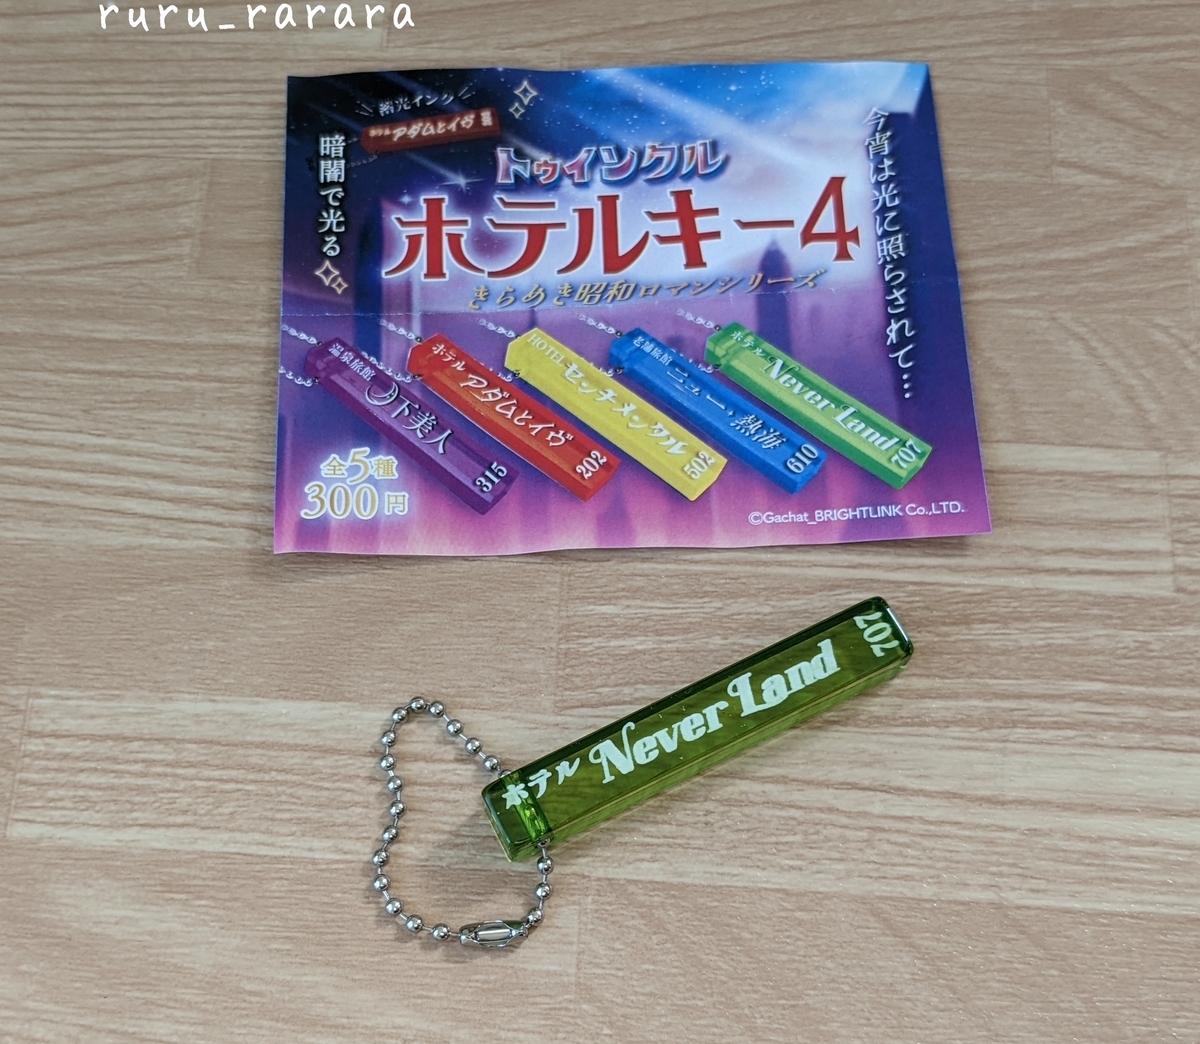 ruru_rarara
蓄光インク
ホテル アダムとイヴ
暗闇で光る
トゥインクル
ホテルキー4
きらめき昭和ロマンシリーズ
今宵は光に照らされて…
温泉旅館 月下美人 315
ホテル アダムとイヴ 202
HOTEL センチメンタル 502
老舗旅館 ニュー熱海 610
ホテル Never Land 707
全5種
300円
©Gachat_BRIGHTLINK Co.,LTD.
ホテル Never Land 707